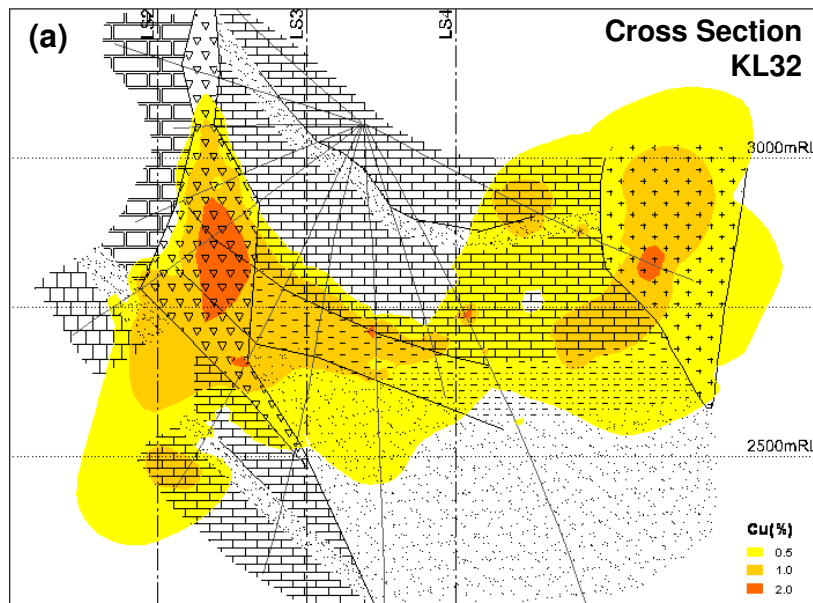 (a)
LS2
LS3
LS4
Cross Section
KL32
3000mRL
2500mRL
Cu(%)
0.5
1.0
2.0